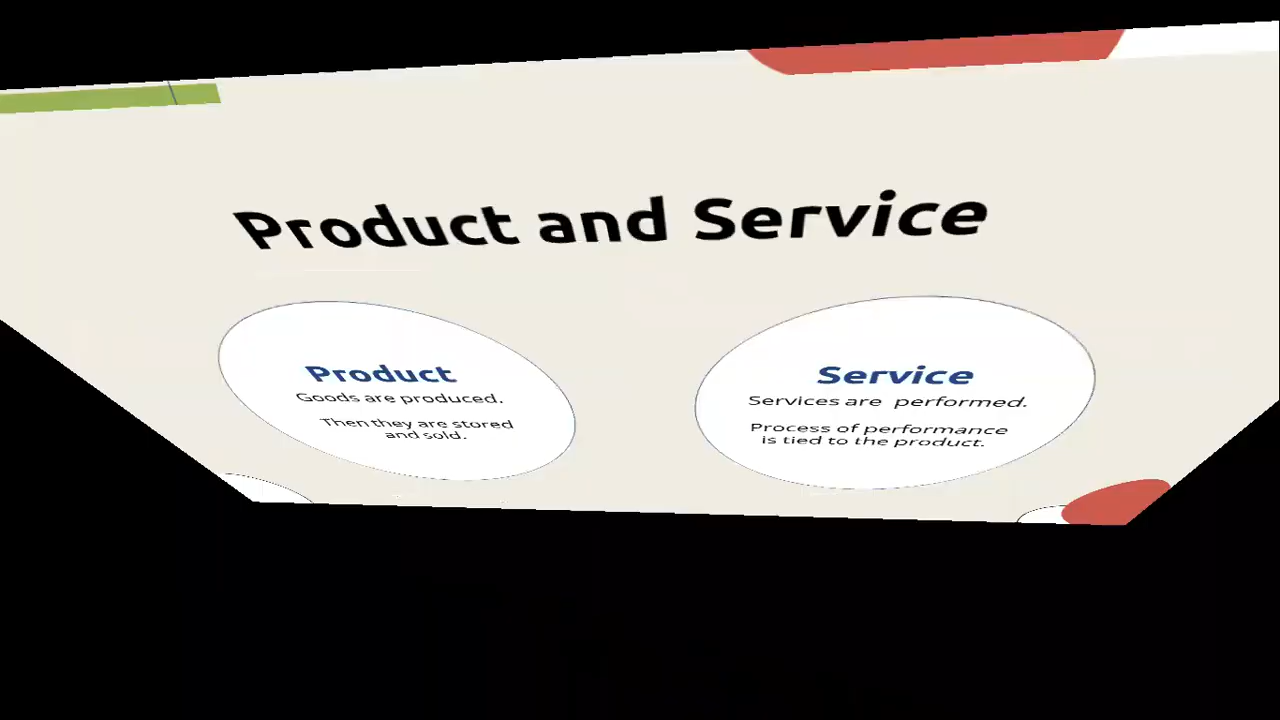 Product and Service
Product
Goods are produced.
Then they are stored
and sold.
Service
Services are performed.
Process of performance
is tied to the product.